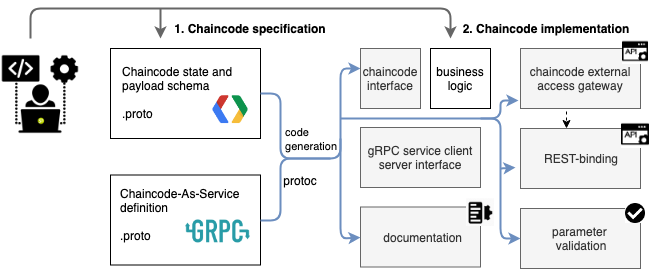 1. Chaincode specification
2. Chaincode implementation
</>
Chaincode state and
payload schema
.proto
Chaincode-As-Service
definition
.proto
GRPC
code
generation
protoc
chaincode
interface
business
logic
gRPC service client
server interface
documentation
API
chaincode external
access gateway
API
REST-binding
parameter
validation